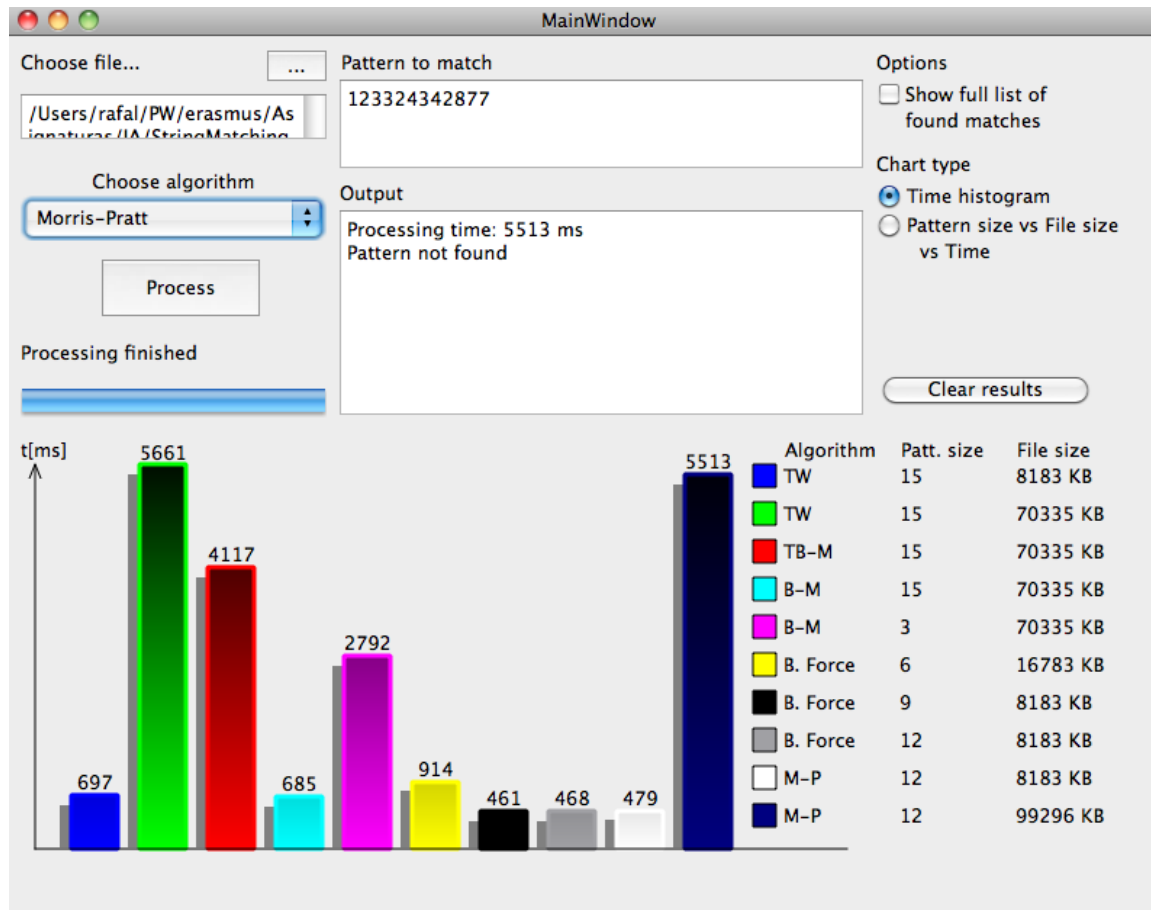 MainWindow
Choose file...
...
/Users/rafal/PW/erasmus/As
ignaturas/IA/StringMatching
Choose algorithm
Morris-Pratt
Process
Processing finished
Pattern to match
123324342877
Output
Processing time: 5513 ms
Pattern not found
Options
Show full list of
found matches
Chart type
Time histogram
Pattern size vs File size
vs Time
Clear results
t[ms]
697
5661
4117
685
2792
914
461
468
479
5513
Algorithm Patt. size File size
TW 15 8183 KB
TW 15 70335 KB
TB-M 15 70335 KB
B-M 15 70335 KB
B-M 3 70335 KB
B. Force 6 16783 KB
B. Force 9 8183 KB
B. Force 12 8183 KB
M-P 12 8183 KB
M-P 12 99296 KB